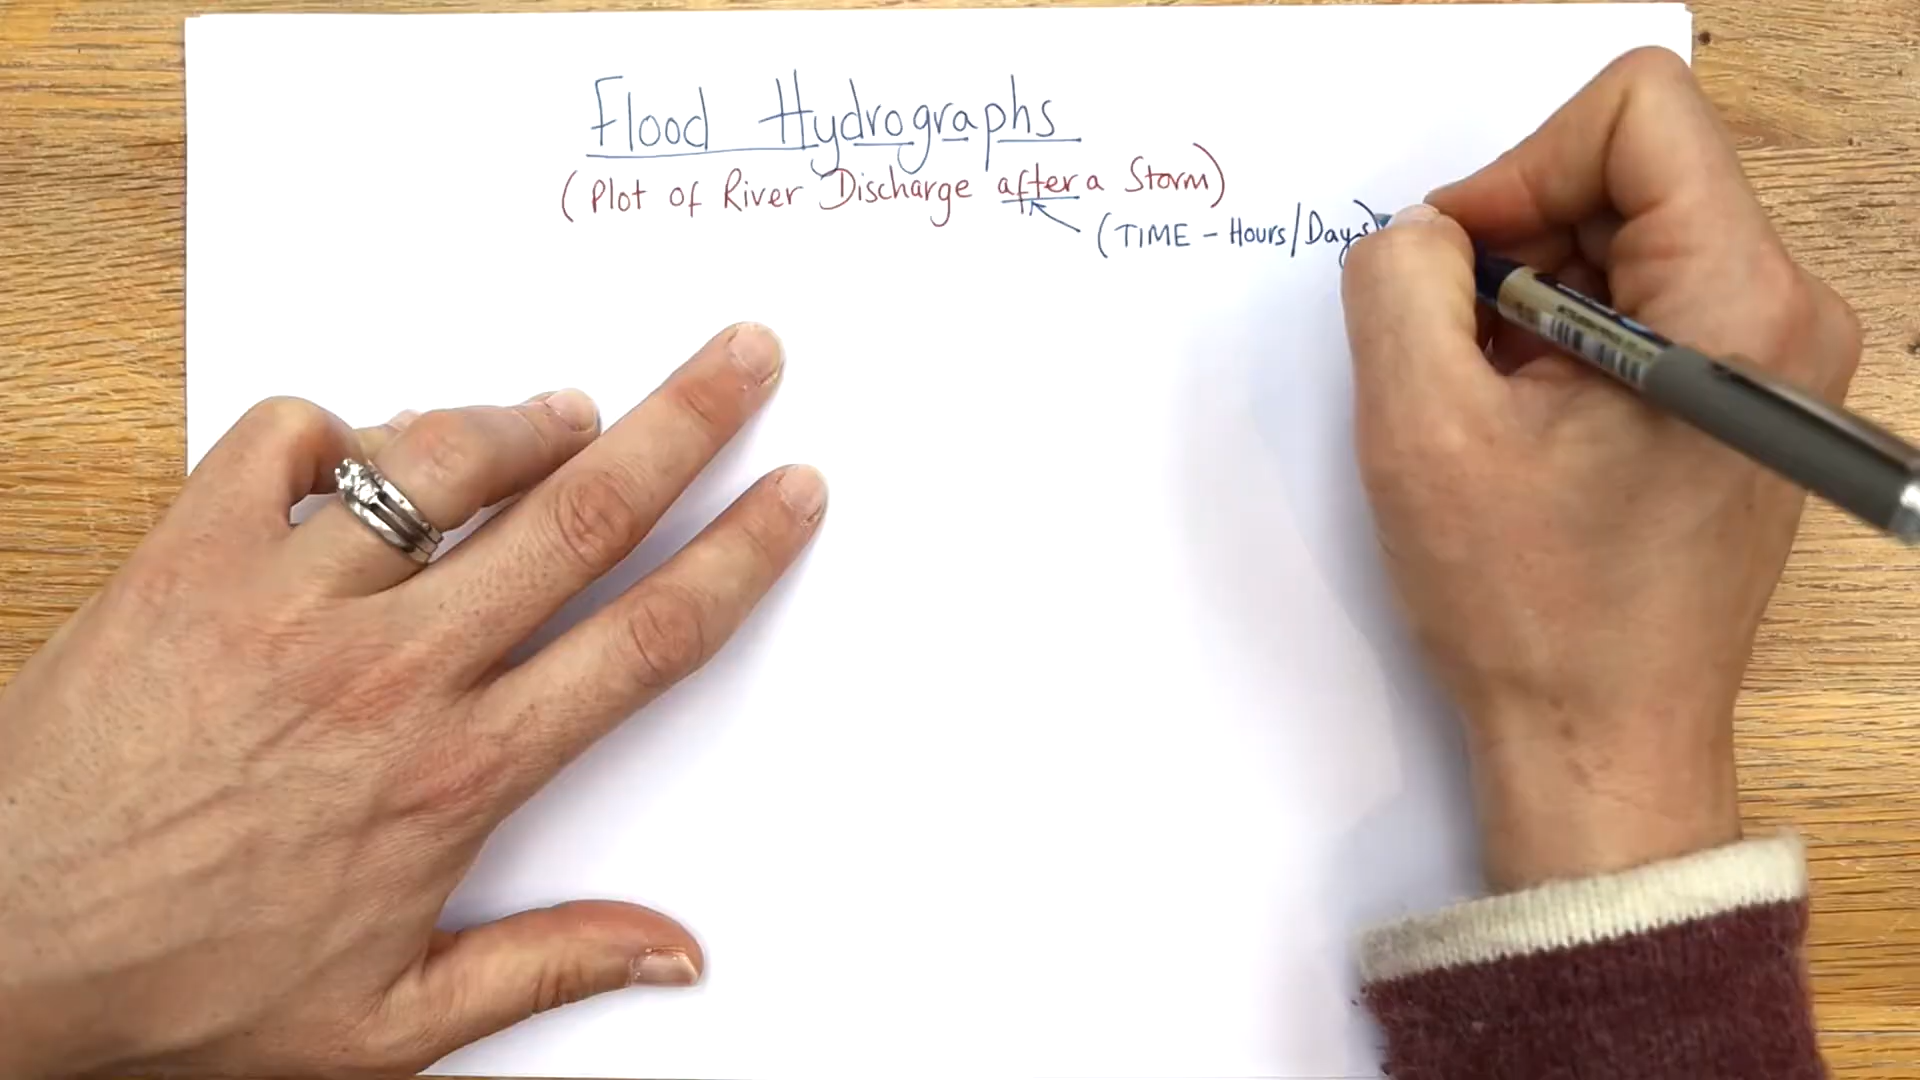 Flood Hydrographs
(Plot of River Discharge after a Storm)
(TIME - Hours/Days)